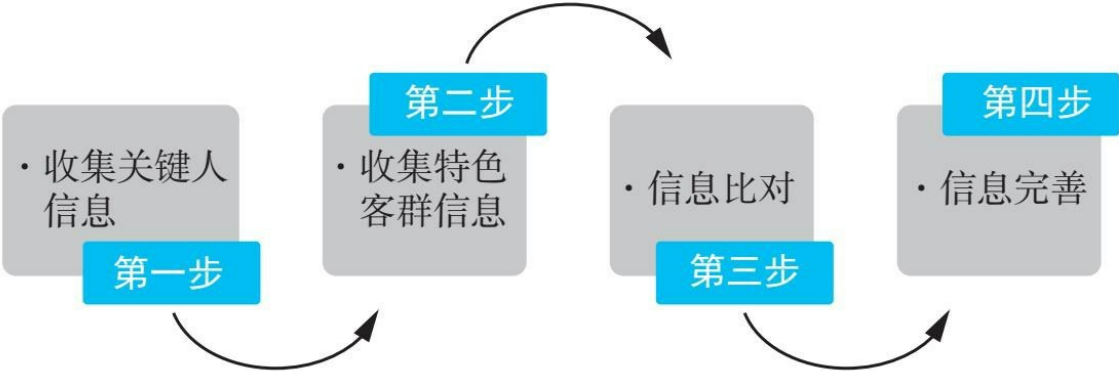 第一步
·收集关键人
信息
第二步
·收集特色
客群信息
第三步
·信息比对
第四步
·信息完善